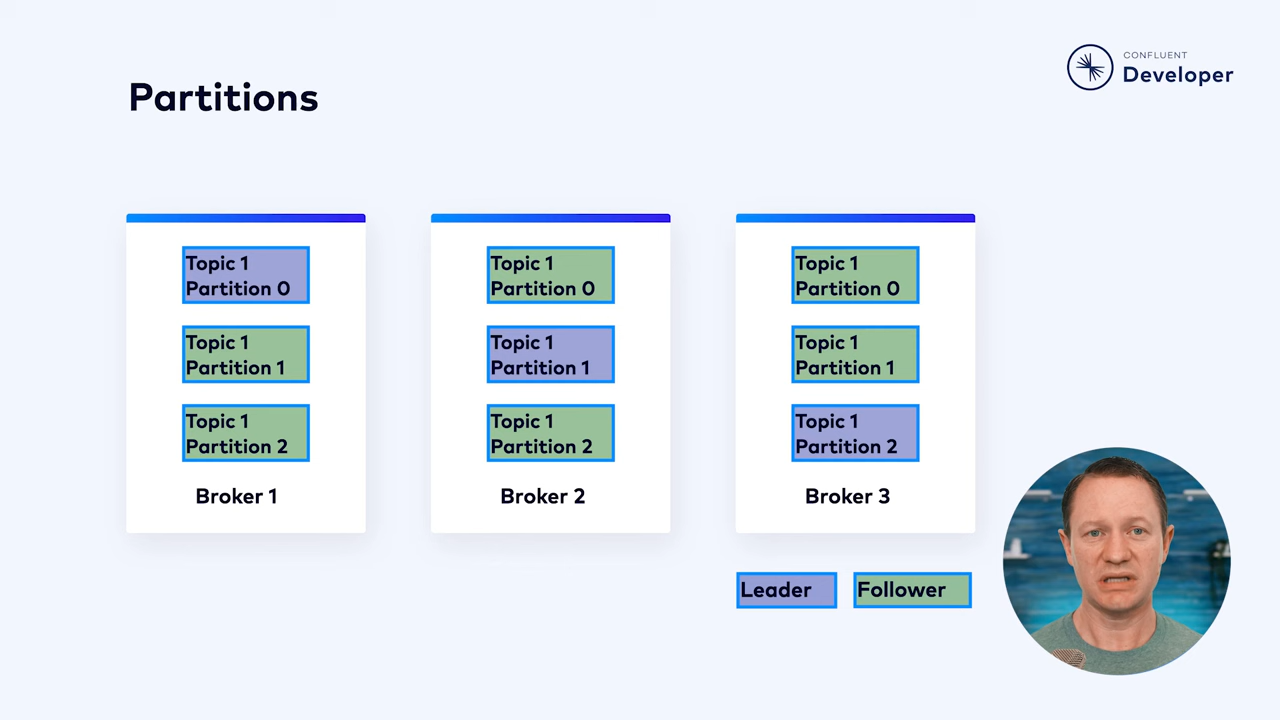 CONFLUENT
Developer
Partitions
Topic 1
Partition 0
Topic 1
Partition 1
Topic 1
Partition 2
Broker 1
Topic 1
Partition 0
Topic 1
Partition 1
Topic 1
Partition 2
Broker 2
Topic 1
Partition 0
Topic 1
Partition 1
Topic 1
Partition 2
Broker 3
Leader
Follower